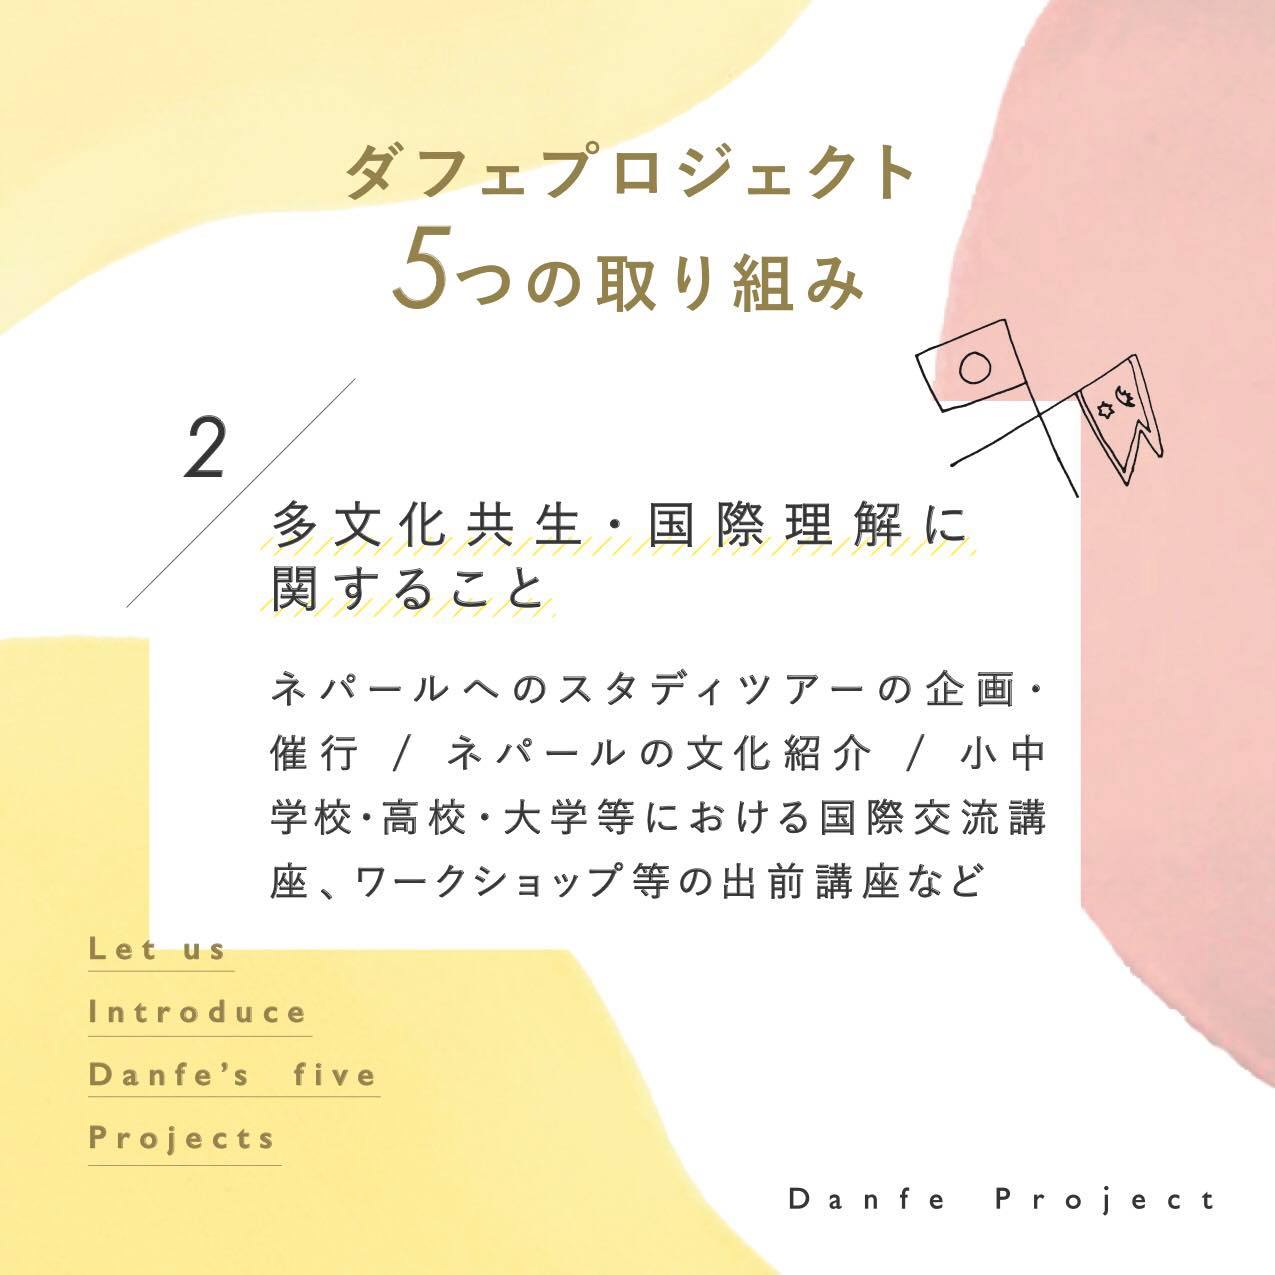 ダフェプロジェクト
5つの取り組み
2
多文化共生・国際理解に
関すること
ネパールへのスタディツアーの企画・
催行 / ネパールの文化紹介 / 小中
学校・高校・大学等における国際交流講
座、ワークショップ等の出前講座など
Let us
Introduce
Danfe’s five
Projects
Danfe Project